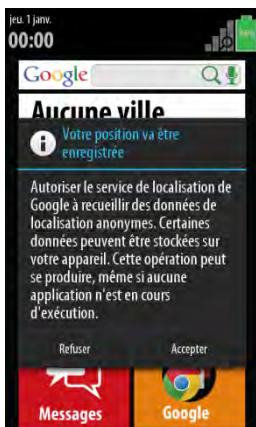 jeu. 1 janv.
00:00
Google
Aucune ville
Votre position va être
enregistrée
Autoriser le service de localisation de
Google à recueillir des données de
localisation anonymes. Certaines
données peuvent être stockées sur
votre appareil. Cette opération peut
se produire, même si aucune
application n'est en cours
d'exécution.
Refuser Accepter
Messages Google